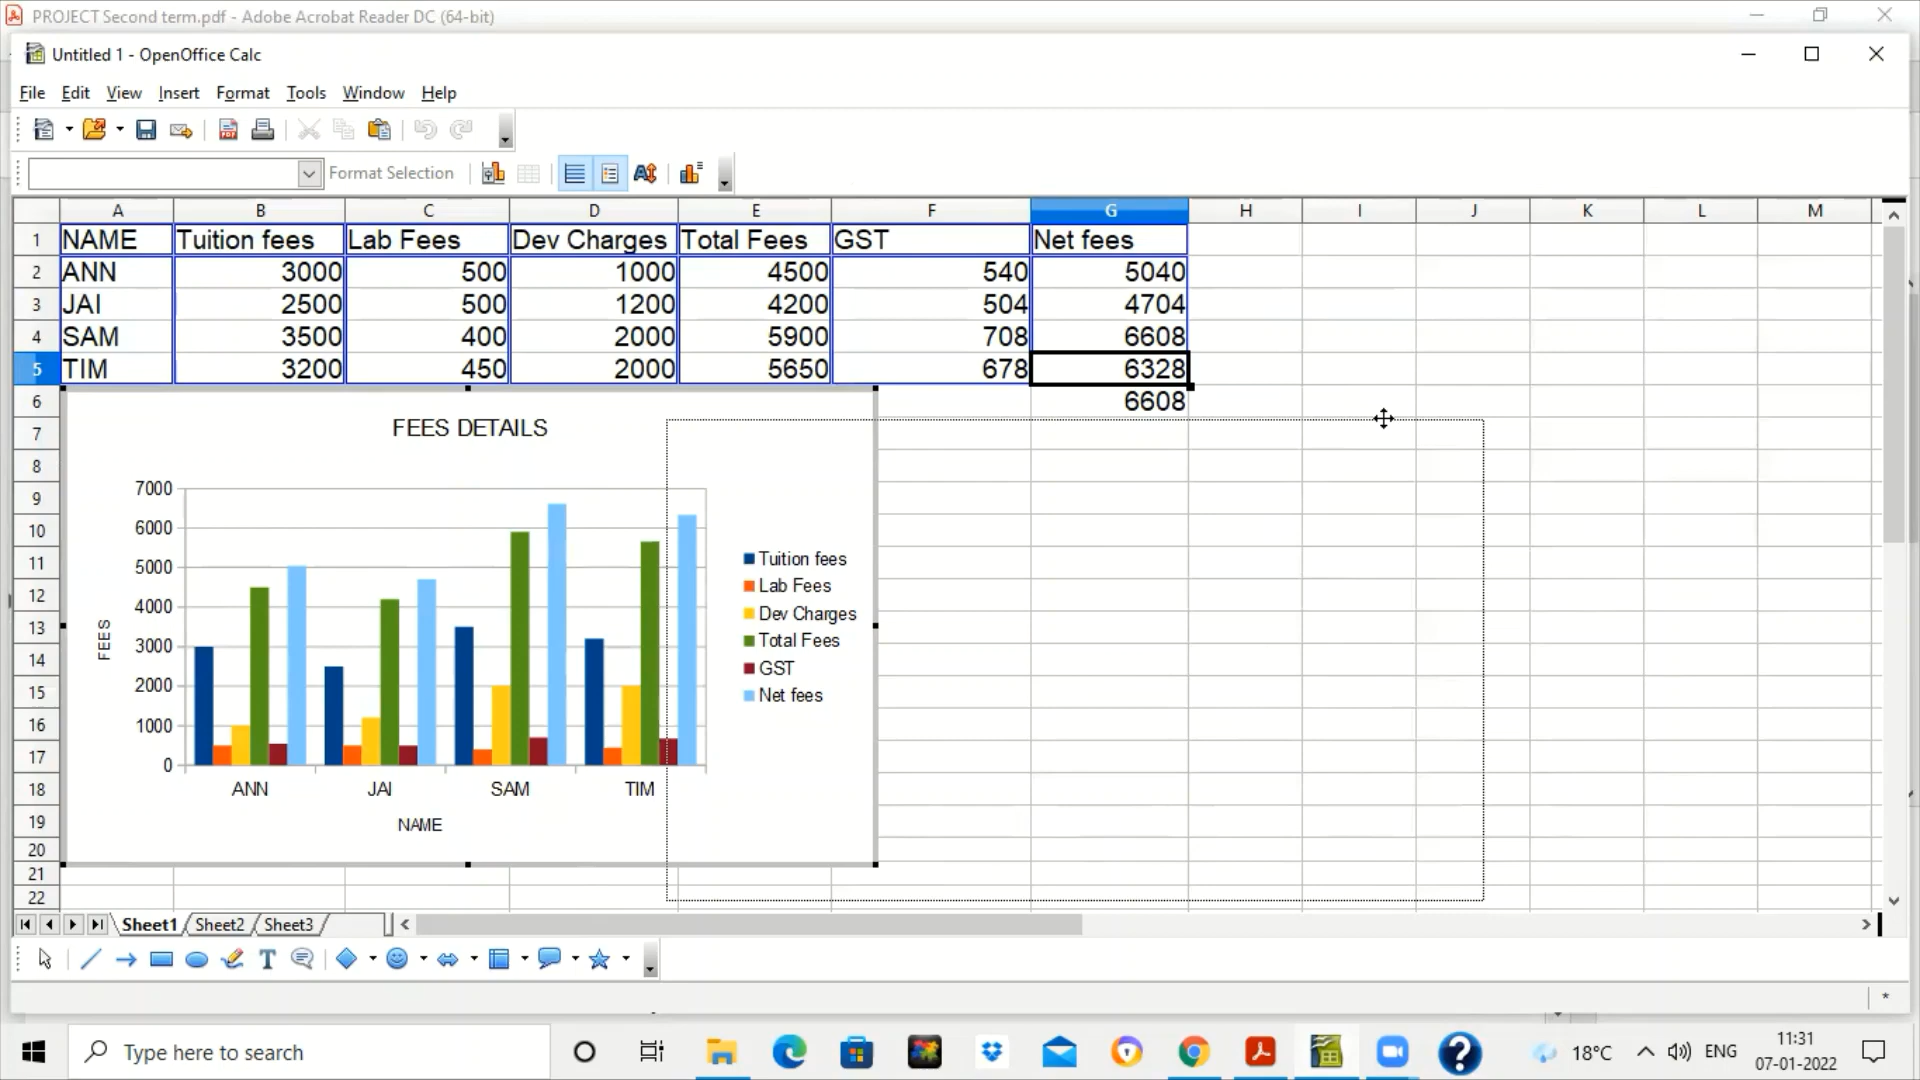 PROJECT Second term.pdf - Adobe Acrobat Reader DC (64-bit)
Untitled 1 - OpenOffice Calc
File Edit View Insert Format Tools Window Help
Format Selection
A B C D E F G H I J K L M
1 NAME Tuition fees Lab Fees Dev Charges Total Fees GST Net fees
2 ANN 3000 500 1000 4500 540 5040
3 JAI 2500 500 1200 4200 504 4704
4 SAM 3500 400 2000 5900 708 6608
5 TIM 3200 450 2000 5650 678 6328
6 6608
7
8
9
10
11
12
13
14
15
16
17
18
19
20
21
22
FEES DETAILS
7000
6000
5000
4000
3000
2000
1000
0
FEES
ANN JAI SAM TIM
NAME
Tuition fees
Lab Fees
Dev Charges
Total Fees
GST
Net fees
Sheet1 Sheet2 Sheet3
T
*
Type here to search
?
18°C ENG 11:31
07-01-2022